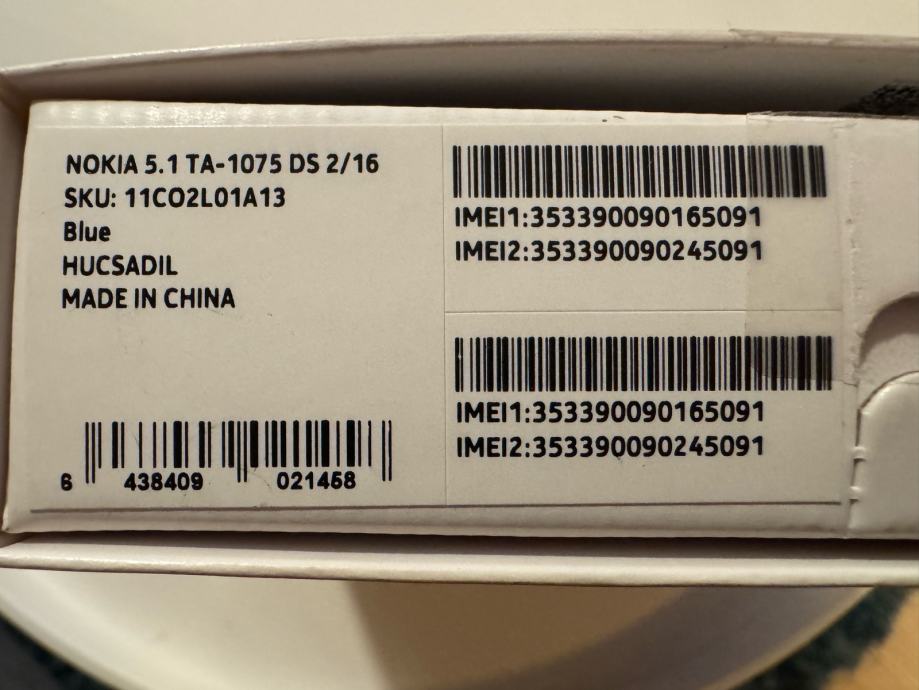 NOKIA 5.1 TA-1075 DS 2/16
SKU: 11CO2L01A13
Blue
HUCSADIL
MADE IN CHINA
6 438409 021458
IMEI1:353390090165091
IMEI2:353390090245091
IMEI1:353390090165091
IMEI2:353390090245091